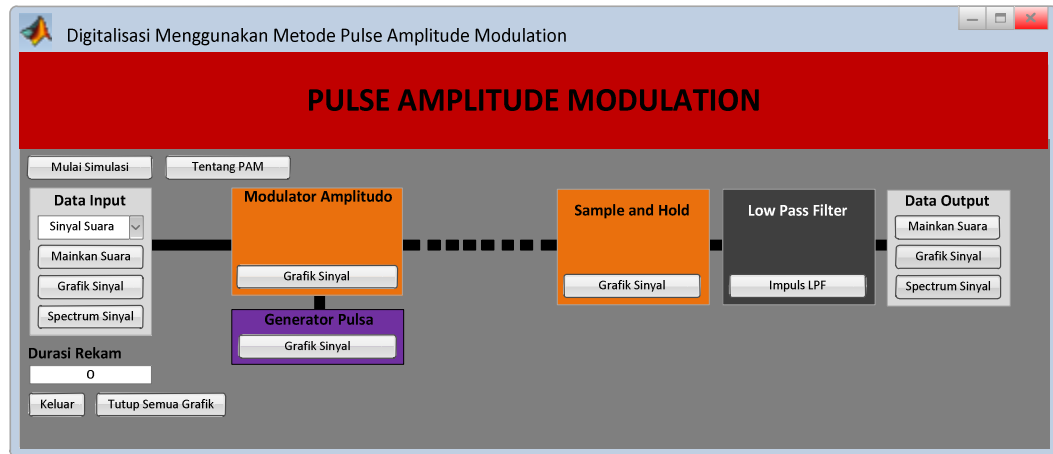 Digitalisasi Menggunakan Metode Pulse Amplitude Modulation
PULSE AMPLITUDE MODULATION
Mulai Simulasi
Tentang PAM
Data Input
Sinyal Suara
Mainkan Suara
Grafik Sinyal
Spectrum Sinyal
Modulator Amplitudo
Grafik Sinyal
Generator Pulsa
Grafik Sinyal
Sample and Hold
Grafik Sinyal
Low Pass Filter
Impuls LPF
Data Output
Mainkan Suara
Grafik Sinyal
Spectrum Sinyal
Durasi Rekam
0
Keluar
Tutup Semua Grafik